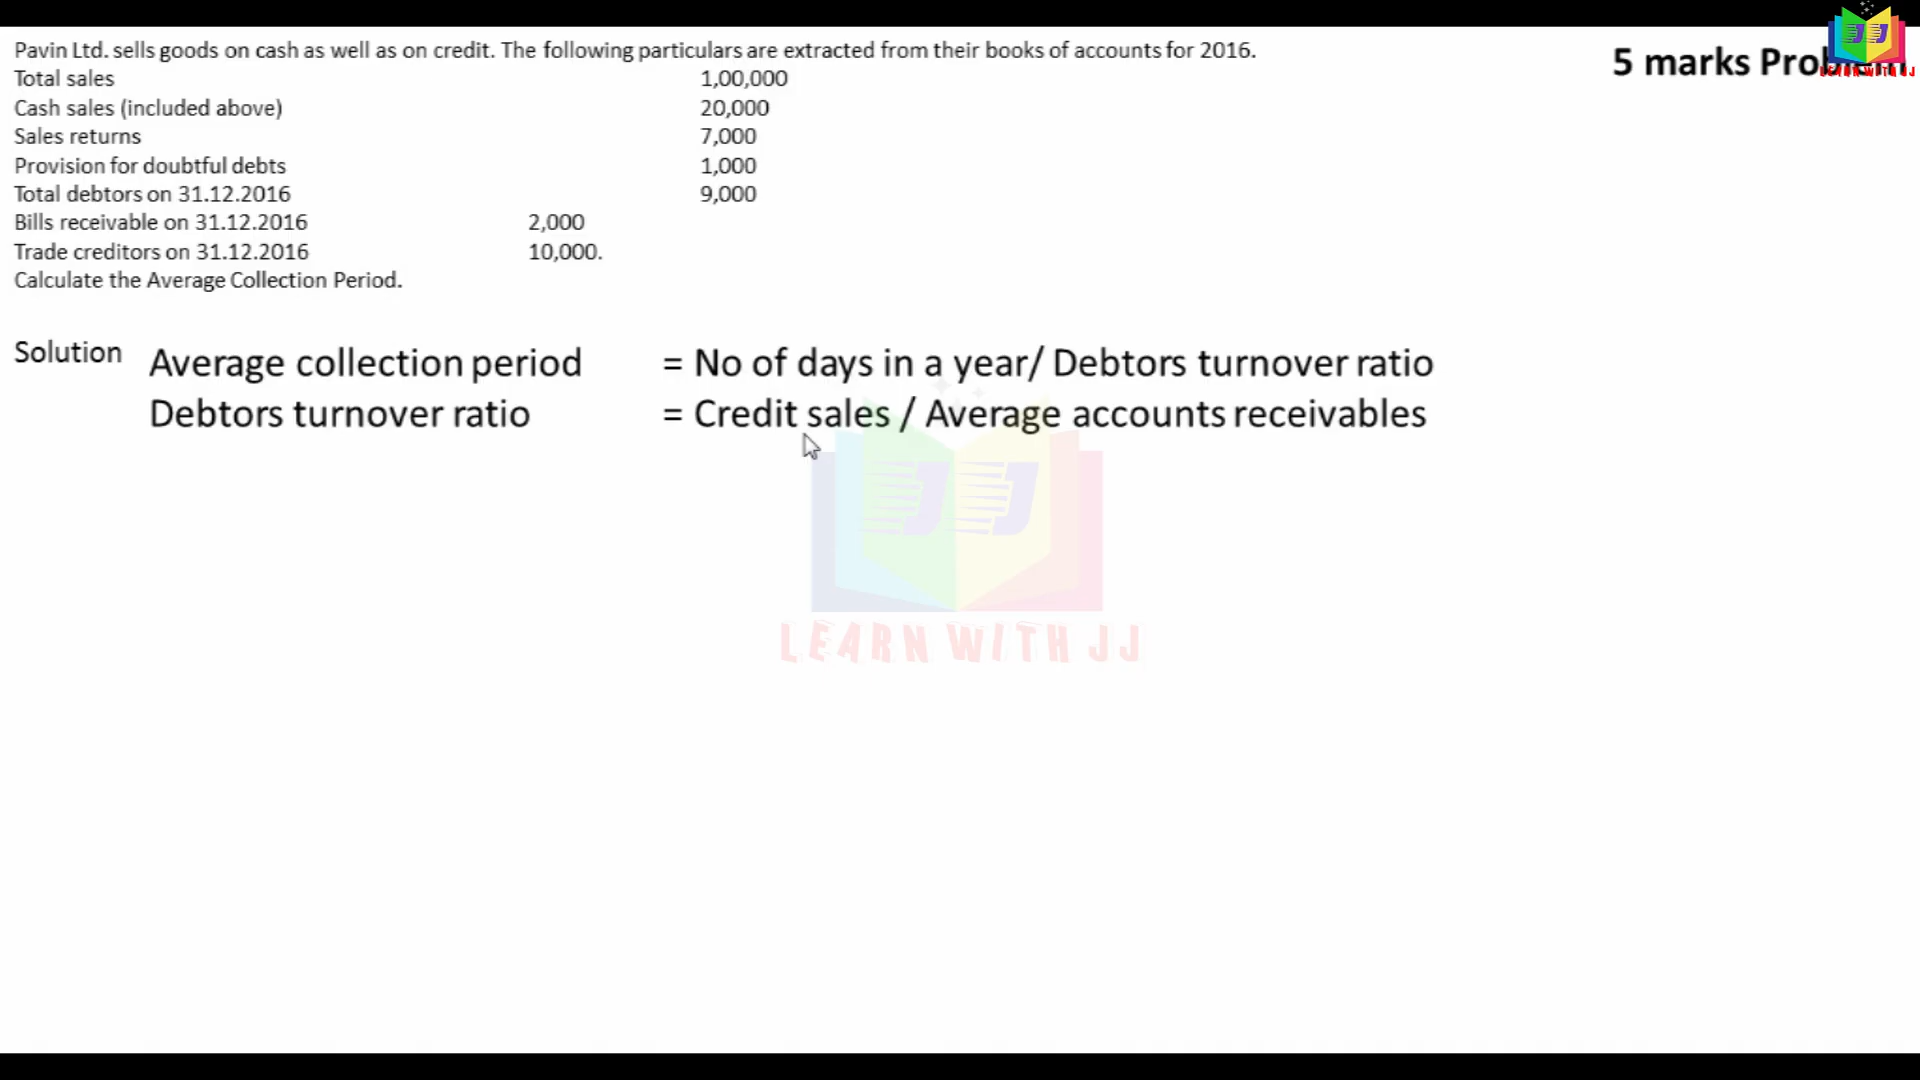 Pavin Ltd. sells goods on cash as well as on credit. The following particulars are extracted from their books of accounts for 2016.
5 marks
Total sales 1,00,000
Cash sales (included above) 20,000
Sales returns 7,000
Provision for doubtful debts 1,000
Total debtors on 31.12.2016 9,000
Bills receivable on 31.12.2016 2,000
Trade creditors on 31.12.2016 10,000.
Calculate the Average Collection Period.
Solution
Average collection period = No of days in a year/ Debtors turnover ratio
Debtors turnover ratio = Credit sales / Average accounts receivables
JJ
LEARN WITH JJ
JJ
LEARN WITH JJ